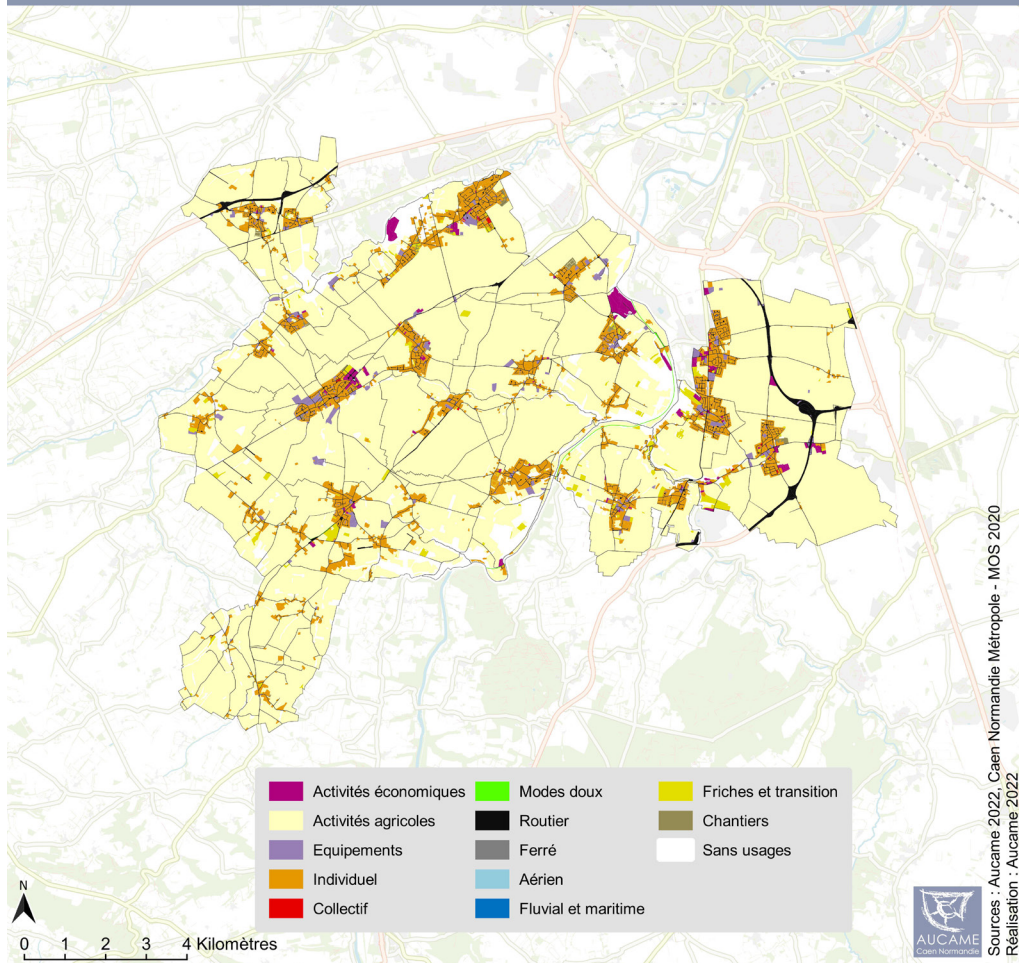 Activités économiques
Activités agricoles
Equipements
Individuel
Collectif
Modes doux
Routier
Ferré
Aérien
Fluvial et maritime
Friches et transition
Chantiers
Sans usages
N
0 1 2 3 4 Kilomètres
AUCAME
Caen Normandie
Sources : Aucame 2022, Caen Normandie Métropole - MOS 2020
Réalisation : Aucame 2022